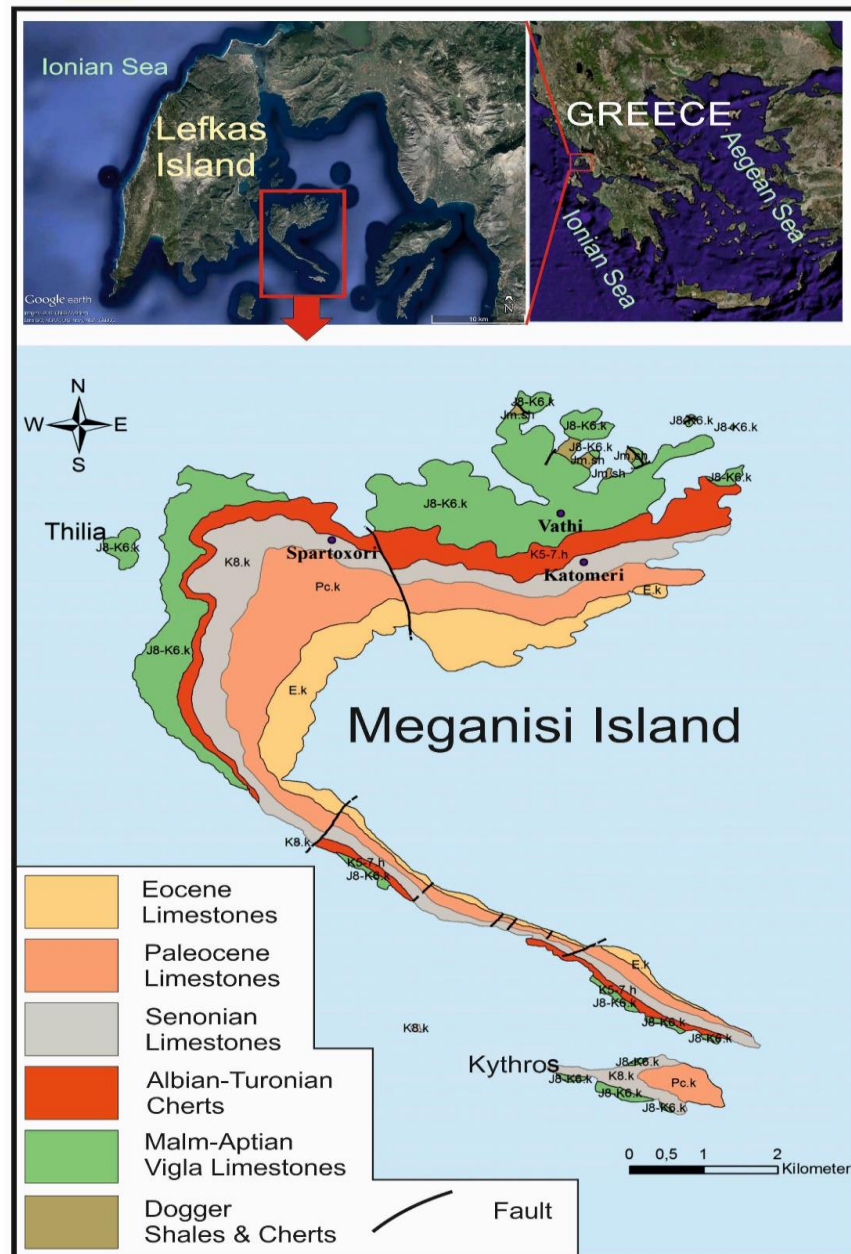 Ionian Sea
Lefkas
Island
Google earth
N
10 km
GREECE
Aegean Sea
Ionian Sea
N
W E
S
J8-K6.k
Jm.sh
J8-K6.k
J8-K6.k
J8-K6.k
J8-K6.k
Jm.sh
Jm.sh
Jm.sh
J8-K6.k
J8-K6.k
Vathi
Thilia
J8-K6.k
Spartoxori
K5-7.h
K8.k
Katomeri
Pc.k
E.k
J8-K6.k
E.k
Meganisi Island
K8.k
K5-7.h
J8-K6.k
E.k
K5-7.h
J8-K6.k
J8-K6.k
J8-K6.k
K8.k
Kythros
J8-K6.k
J8-K6.k
K8.k
Pc.k
J8-K6.k
J8-K6.k
Eocene
Limestones
Paleocene
Limestones
Senonian
Limestones
Albian-Turonian
Cherts
Malm-Aptian
Vigla Limestones
Dogger
Shales & Cherts
Fault
0 0,5 1 2
Kilometer